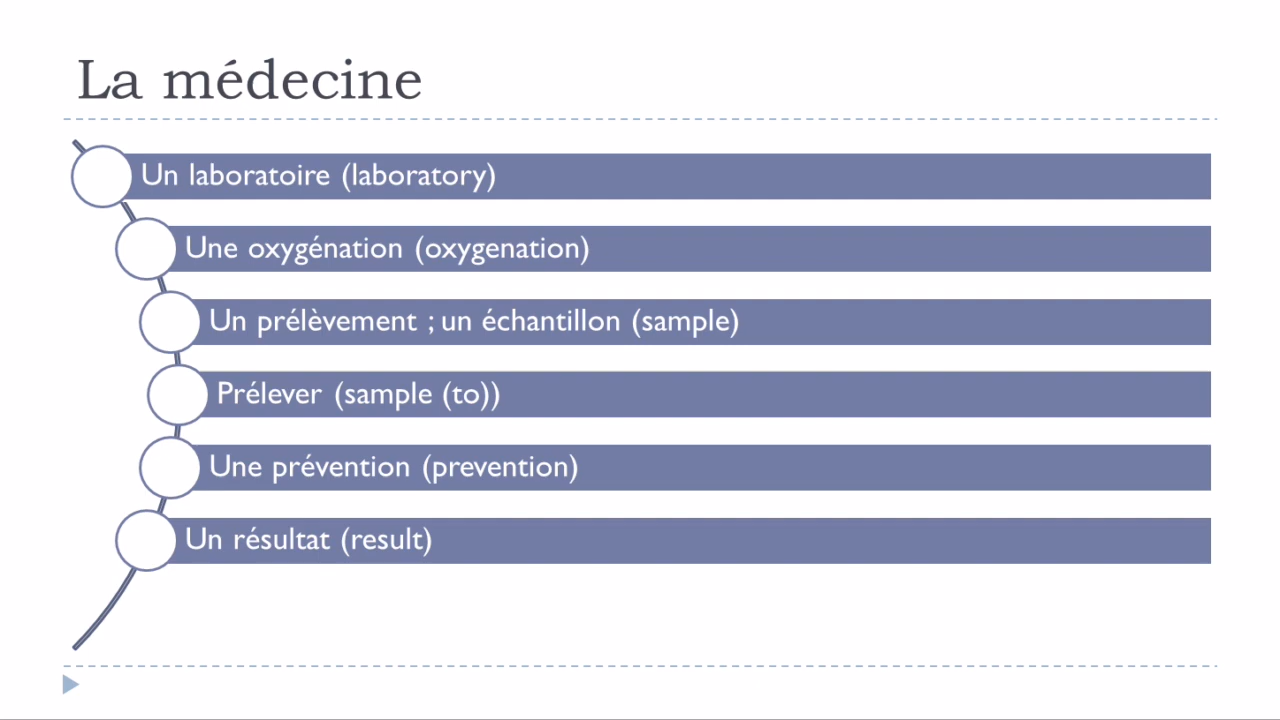 La médecine
Un laboratoire (laboratory)
Une oxygénation (oxygenation)
Un prélèvement ; un échantillon (sample)
Prélever (sample (to))
Une prévention (prevention)
Un résultat (result)